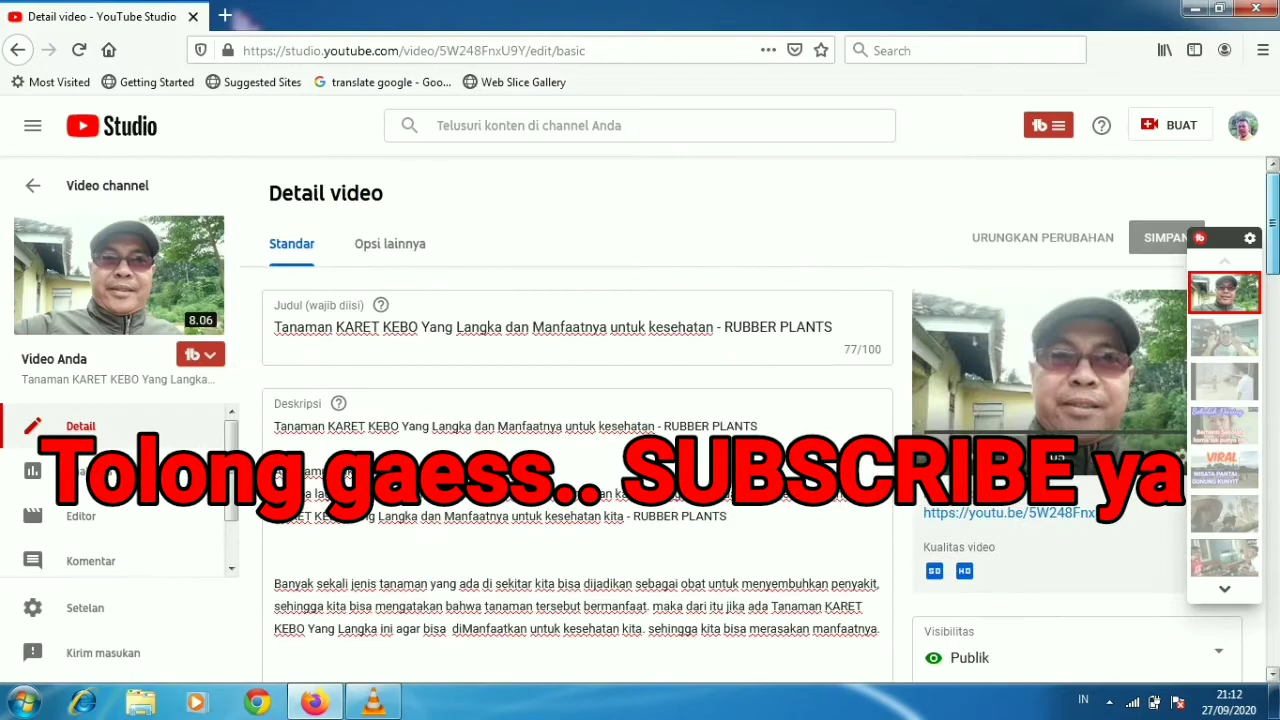 Detail video - YouTube Studio
https://studio.youtube.com/video/5W248FnxU9Y/edit/basic
Search
Most Visited
Getting Started
Suggested Sites
translate google - Goo...
Web Slice Gallery
Studio
Telusuri konten di channel Anda
BUAT
Video channel
8.06
Video Anda
Tanaman KARET KEBO Yang Langka...
Detail
Editor
Komentar
Setelan
Kirim masukan
Detail video
Standar
Opsi lainnya
URUNGKAN PERUBAHAN
SIMPAN
Judul (wajib diisi)
Tanaman KARET KEBO Yang Langka dan Manfaatnya untuk kesehatan - RUBBER PLANTS
77/100
Deskripsi
Tanaman KARET KEBO Yang Langka dan Manfaatnya untuk kesehatan - RUBBER PLANTS
Tolong gaess.. SUBSCRIBE ya
Langka dan Manfaatnya untuk kesehatan kita - RUBBER PLANTS
Banyak sekali jenis tanaman yang ada di sekitar kita bisa dijadikan sebagai obat untuk menyembuhkan penyakit,
sehingga kita bisa mengatakan bahwa tanaman tersebut bermanfaat. maka dari itu jika ada Tanaman KARET
KEBO Yang Langka ini agar bisa diManfaatkan untuk kesehatan kita. sehingga kita bisa merasakan manfaatnya.
https://youtu.be/5W248Fnx
Kualitas video
SD HD
Visibilitas
Publik
VIRAL
WISATA PANTAI
GUNUNG KUNYIT
IN
21:12
27/09/2020